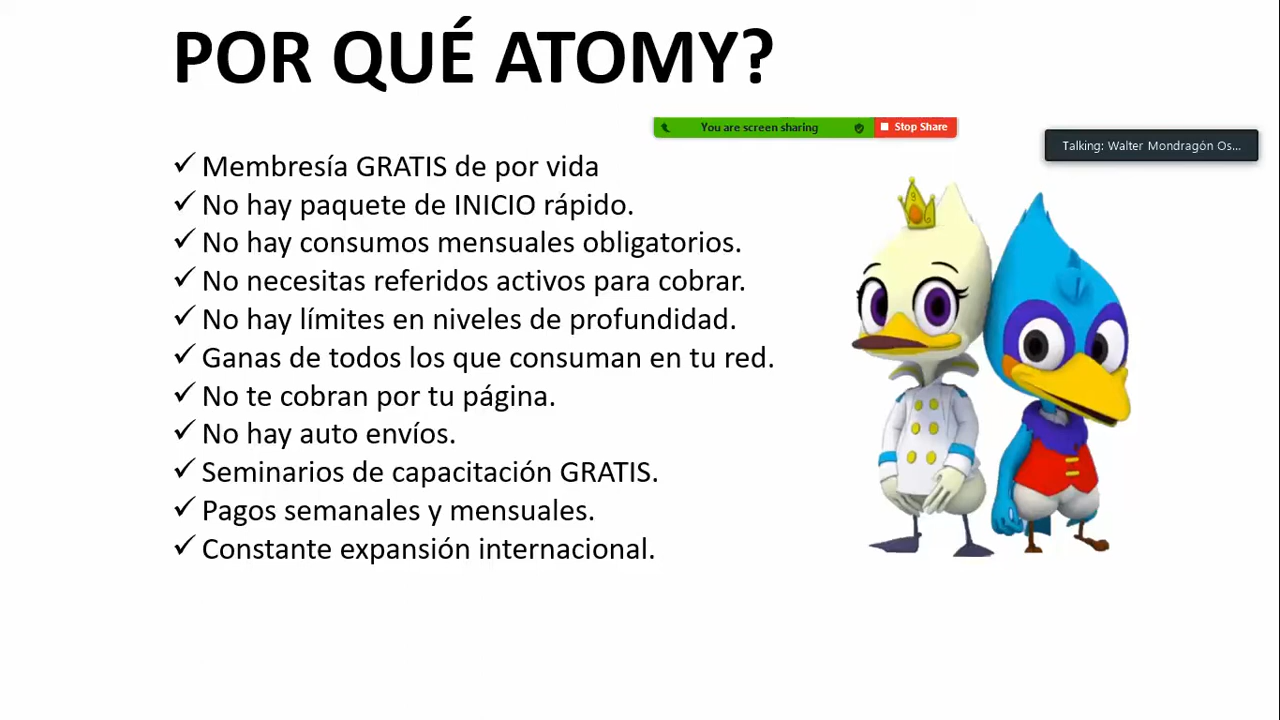 POR QUÉ ATOMY?
You are screen sharing
Stop Share
Talking: Walter Mondragón Os...
✓ Membresía GRATIS de por vida
✓ No hay paquete de INICIO rápido.
✓ No hay consumos mensuales obligatorios.
✓ No necesitas referidos activos para cobrar.
✓ No hay límites en niveles de profundidad.
✓ Ganas de todos los que consuman en tu red.
✓ No te cobran por tu página.
✓ No hay auto envíos.
✓ Seminarios de capacitación GRATIS.
✓ Pagos semanales y mensuales.
✓ Constante expansión internacional.